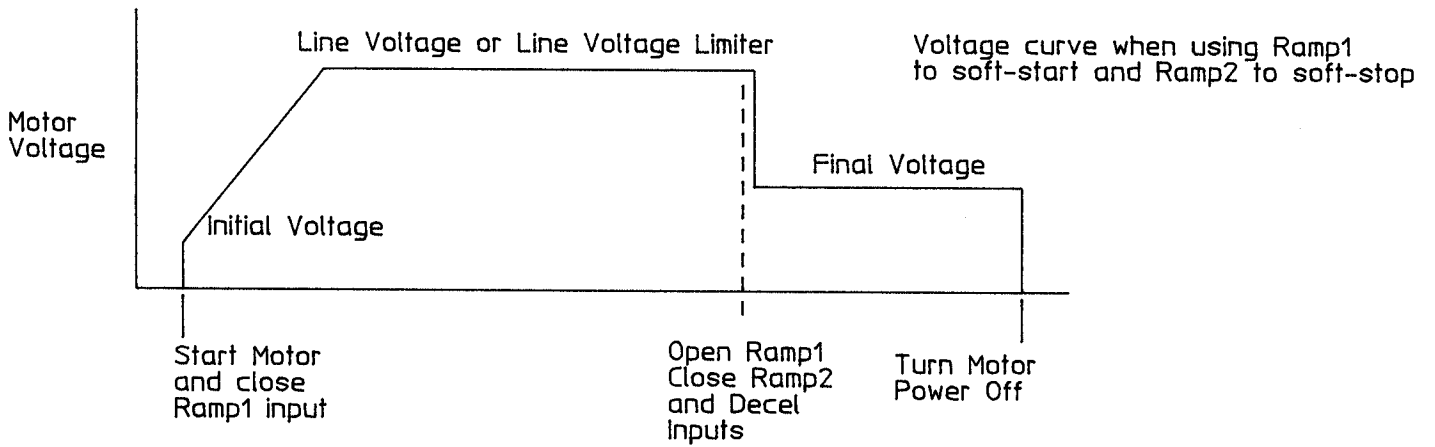 Line Voltage or Line Voltage Limiter
Voltage curve when using Ramp1
to soft-start and Ramp2 to soft-stop
Motor
Voltage
Final Voltage
Initial Voltage
Start Motor
and close
Ramp1 input
Open Ramp1
Close Ramp2
and Decel
Inputs
Turn Motor
Power Off